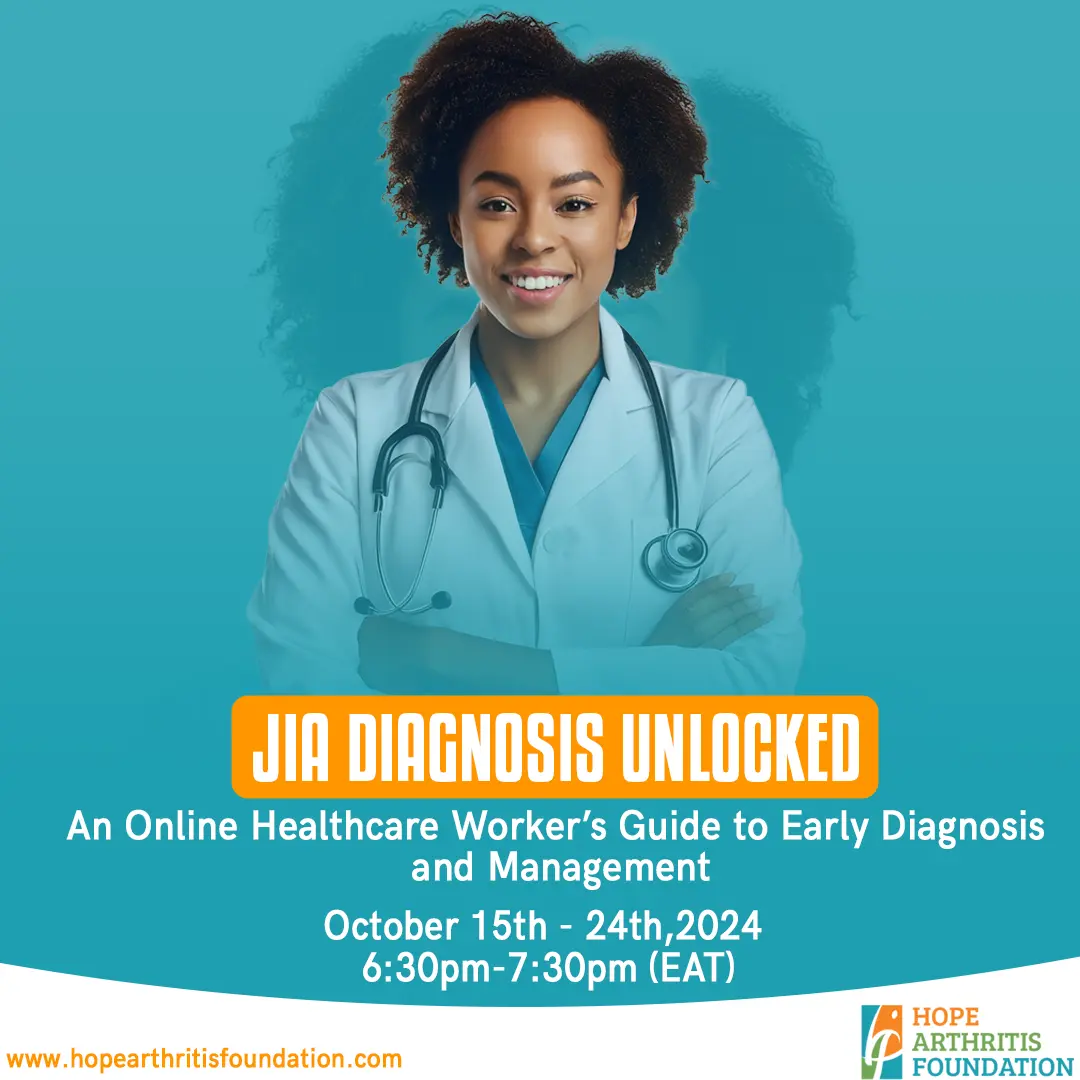 JIA DIAGNOSIS UNLOCKED
An Online Healthcare Worker’s Guide to Early Diagnosis
and Management
October 15th - 24th,2024
6:30pm-7:30pm (EAT)
www.hopearthritisfoundation.com
HOPE
ARTHRITIS
FOUNDATION